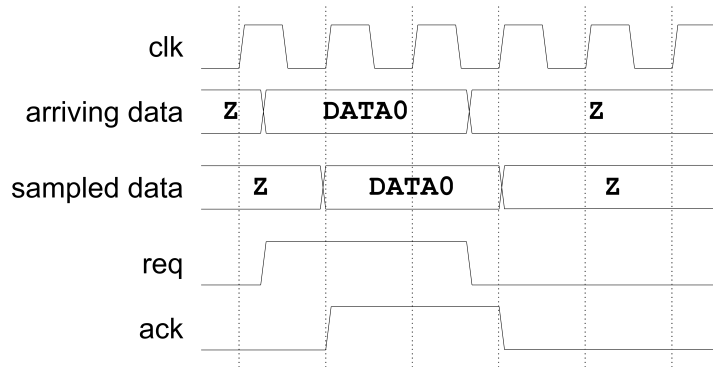 clk
arriving data Z DATA0 Z
sampled data Z DATA0 Z
req
ack